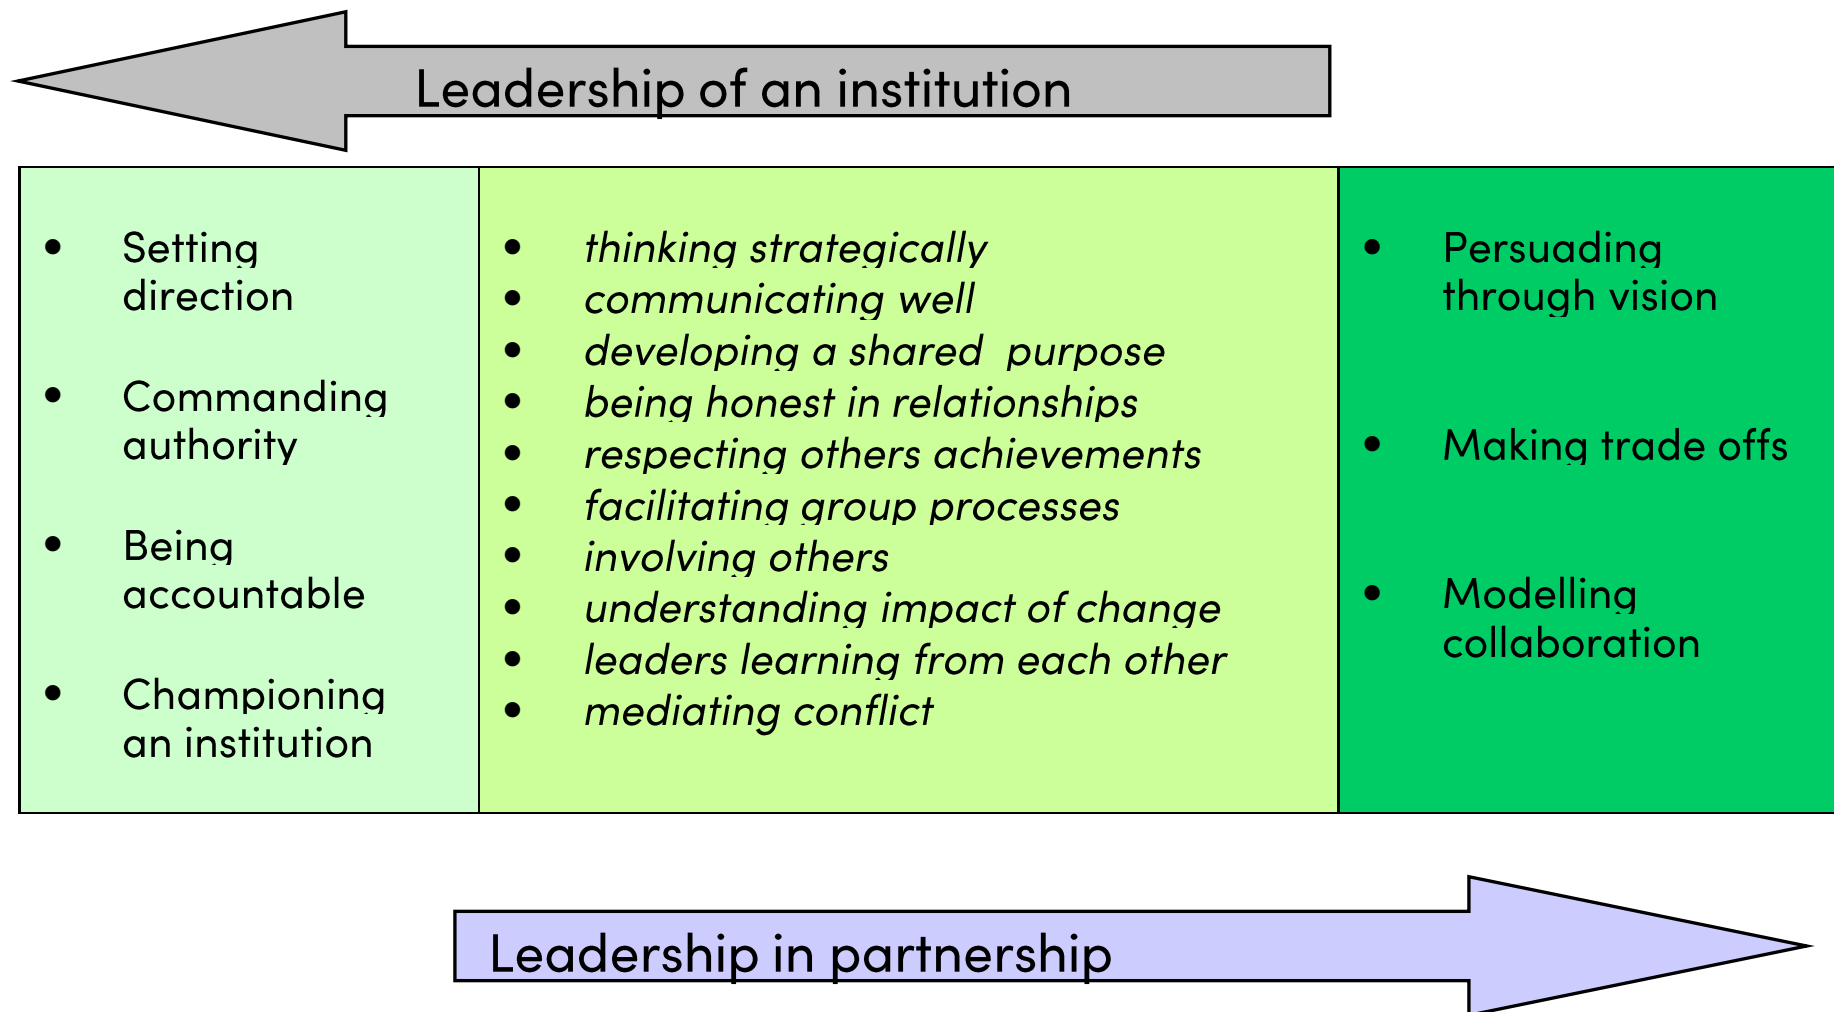 Leadership of an institution
• Setting
direction
• Commanding
authority
• Being
accountable
• Championing
an institution
• thinking strategically
• communicating well
• developing a shared  purpose
• being honest in relationships
• respecting others achievements
• facilitating group processes
• involving others
• understanding impact of change
• leaders learning from each other
• mediating conflict
• Persuading
through vision
• Making trade offs
• Modelling
collaboration
Leadership in partnership